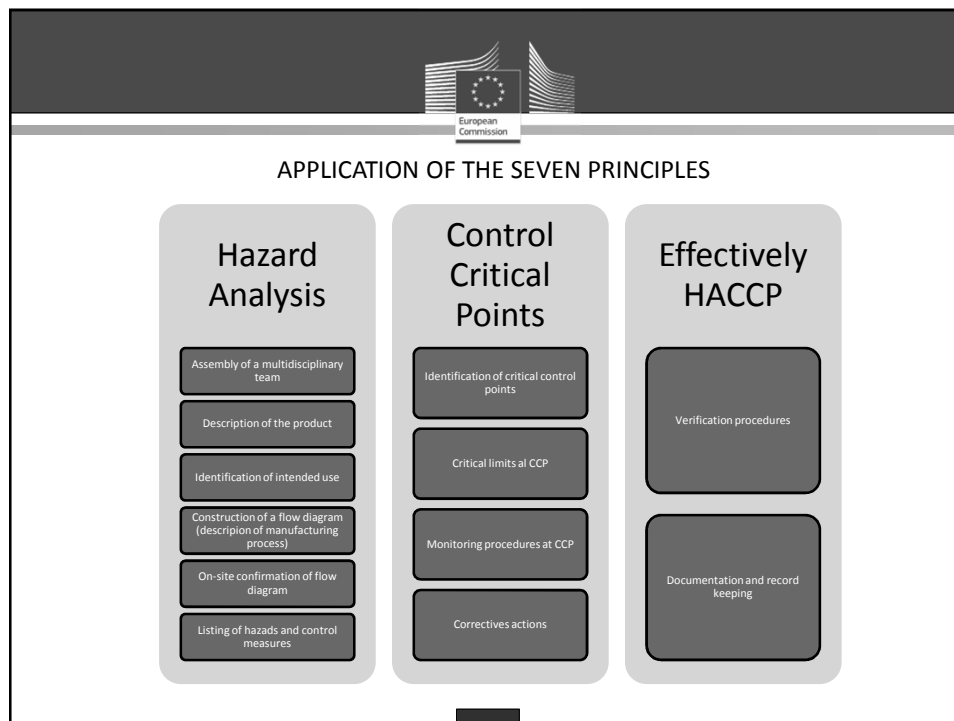 European
Commission
APPLICATION OF THE SEVEN PRINCIPLES
Hazard
Analysis
Assembly of a multidisciplinary
team
Description of the product
Identification of intended use
Construction of a flow diagram
(descripion of manufacturing
process)
On-site confirmation of flow
diagram
Listing of hazads and control
measures
Control
Critical
Points
Identification of critical control
points
Critical limits al CCP
Monitoring procedures at CCP
Correctives actions
Effectively
HACCP
Verification procedures
Documentation and record
keeping